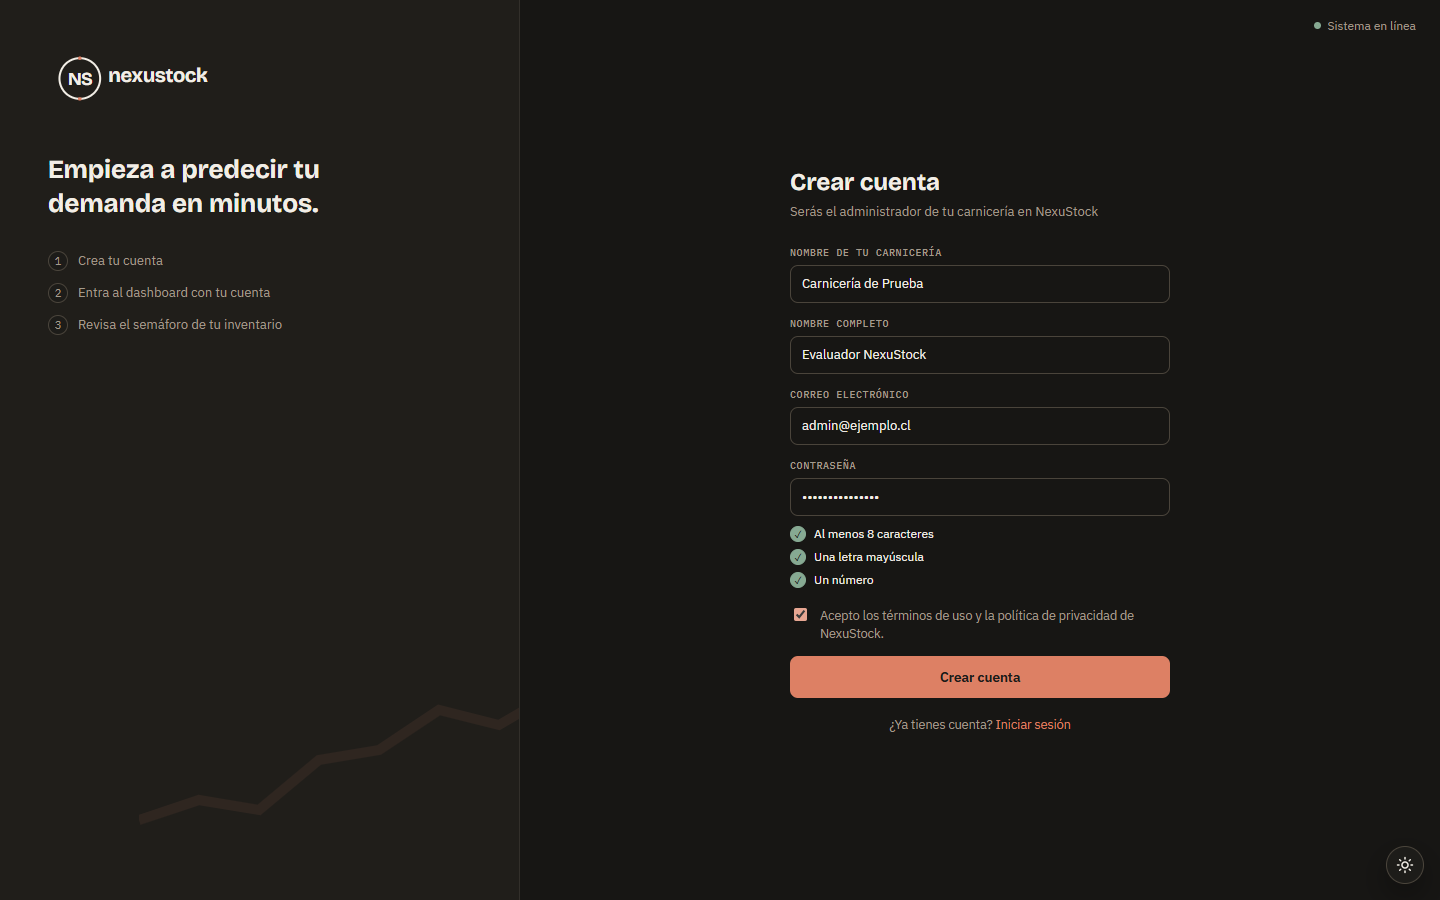 Sistema en línea
NS nexustock
Empieza a predecir tu
demanda en minutos.
1 Crea tu cuenta
2 Entra al dashboard con tu cuenta
3 Revisa el semáforo de tu inventario
Crear cuenta
Serás el administrador de tu carnicería en NexuStock
NOMBRE DE TU CARNICERÍA
Carnicería de Prueba
NOMBRE COMPLETO
Evaluador NexuStock
CORREO ELECTRÓNICO
admin@ejemplo.cl
CONTRASEÑA
•••••••••••••••
Al menos 8 caracteres
Una letra mayúscula
Un número
Acepto los términos de uso y la política de privacidad de
NexuStock.
Crear cuenta
¿Ya tienes cuenta? Iniciar sesión